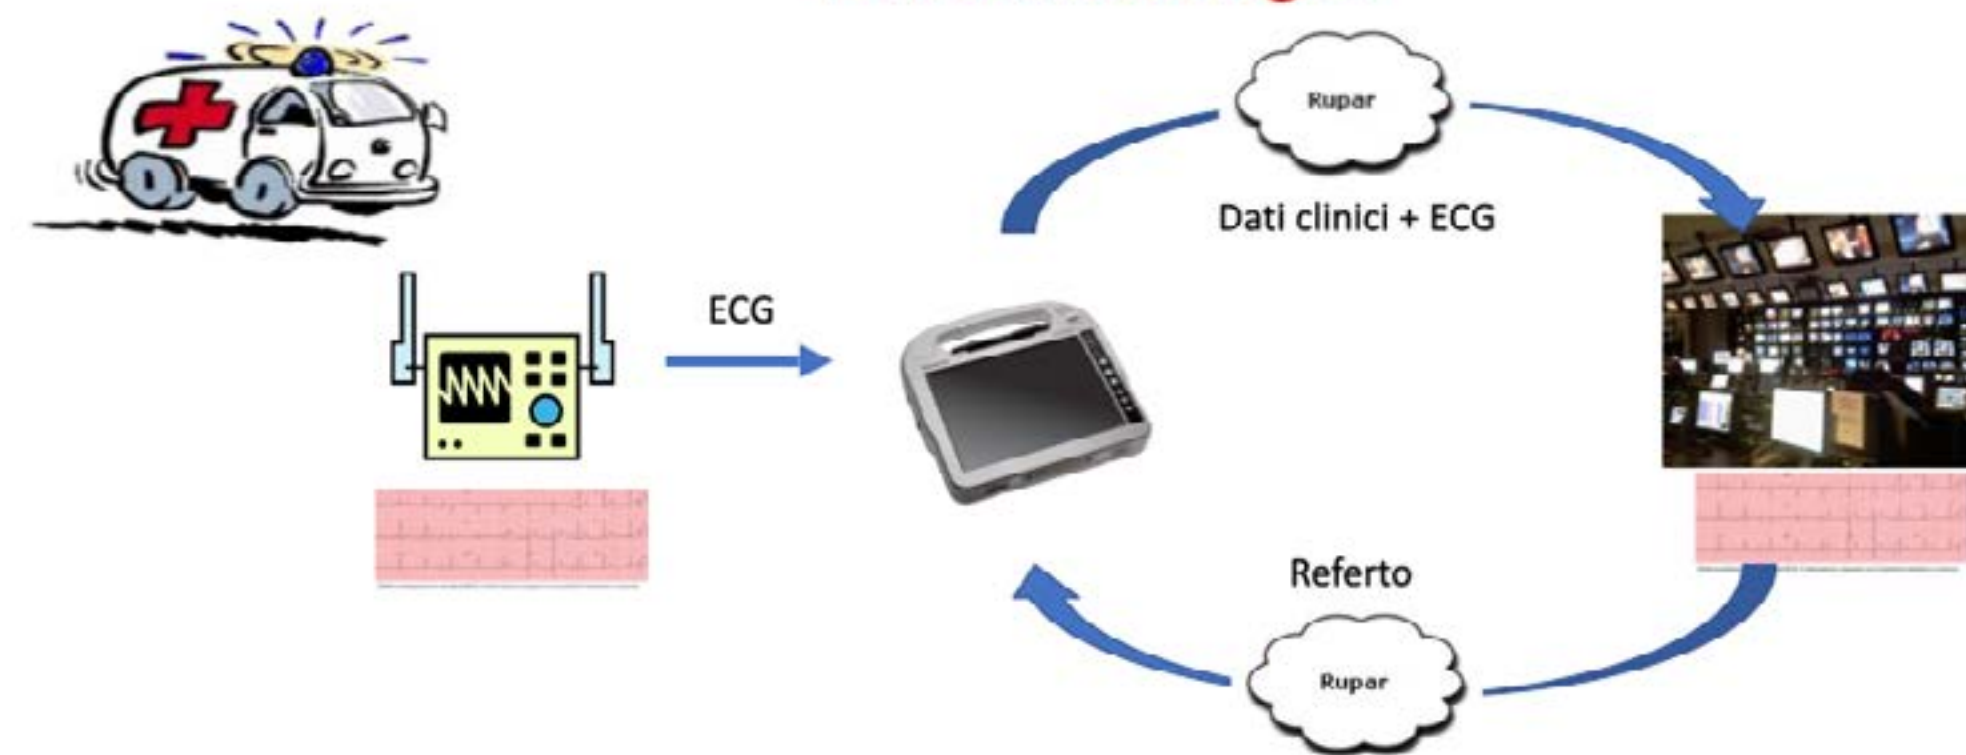 Rupar
Dati clinici + ECG
ECG
Referto
Rupar